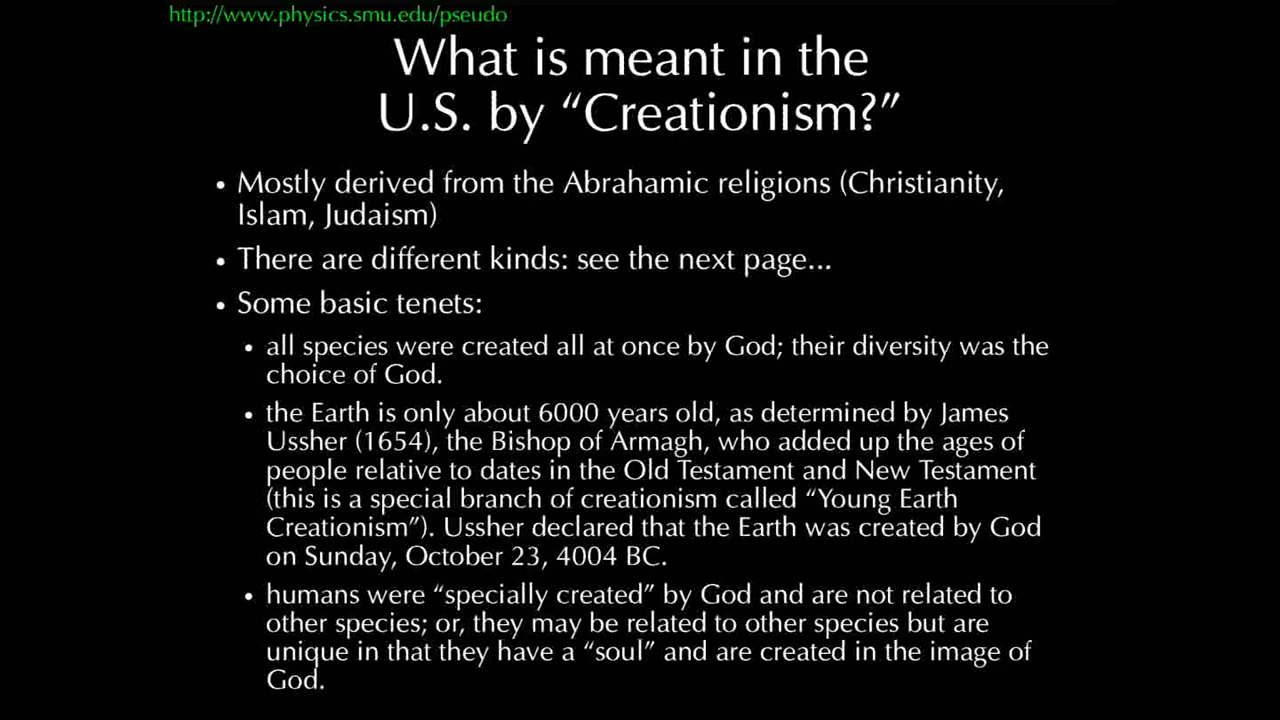 http://www.physics.smu.edu/pseudo
What is meant in the
U.S. by “Creationism?”
• Mostly derived from the Abrahamic religions (Christianity,
Islam, Judaism)
• There are different kinds: see the next page...
• Some basic tenets:
• all species were created all at once by God; their diversity was the
choice of God.
• the Earth is only about 6000 years old, as determined by James
Ussher (1654), the Bishop of Armagh, who added up the ages of
people relative to dates in the Old Testament and New Testament
(this is a special branch of creationism called “Young Earth
Creationism”). Ussher declared that the Earth was created by God
on Sunday, October 23, 4004 BC.
• humans were “specially created” by God and are not related to
other species; or, they may be related to other species but are
unique in that they have a “soul” and are created in the image of
God.